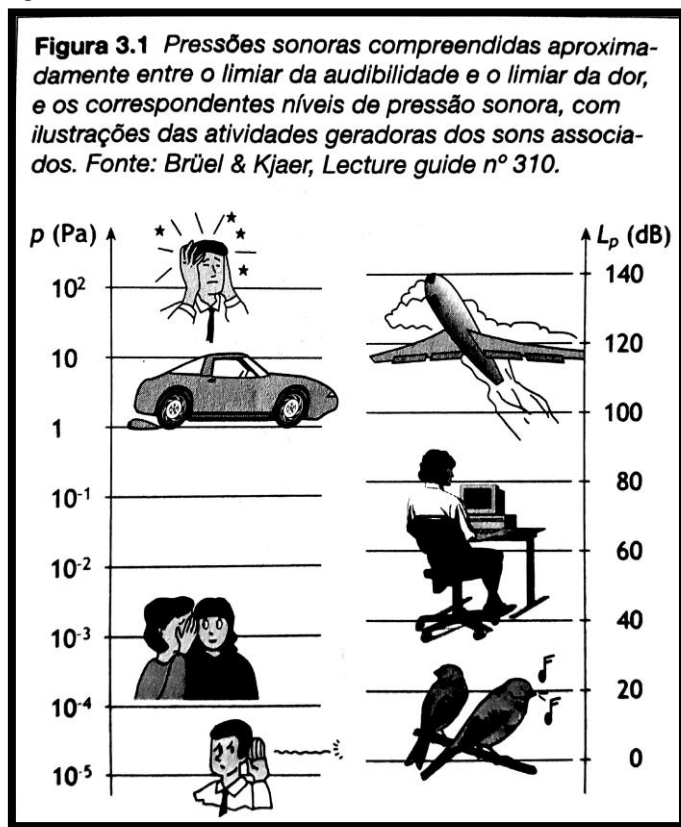 Figura 3.1 Pressões sonoras compreendidas aproxima-
damente entre o limiar da audibilidade e o limiar da dor,
e os correspondentes níveis de pressão sonora, com
ilustrações das atividades geradoras dos sons associa-
dos. Fonte: Brüel & Kjaer, Lecture guide nº 310.
p (Pa)
10²
10
1
10⁻¹
10⁻²
10⁻³
10⁻⁴
10⁻⁵
Lp (dB)
140
120
100
80
60
40
20
0